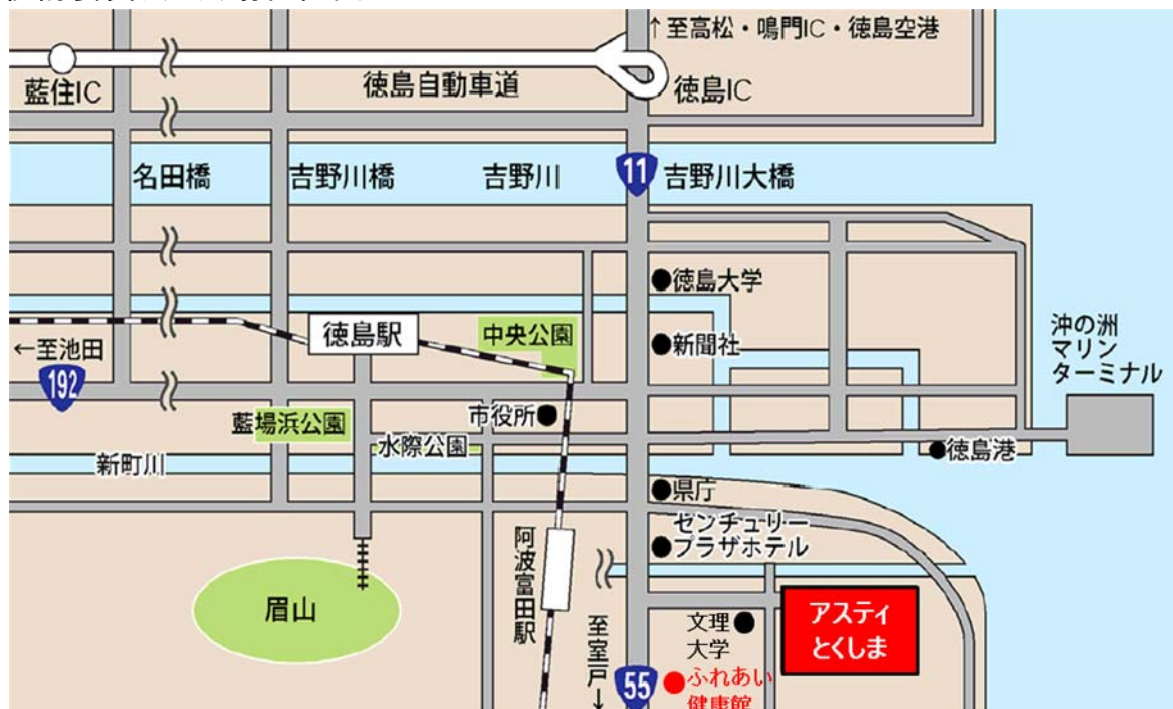 ↑至高松・鳴門IC・徳島空港
藍住IC
徳島自動車道
徳島IC
名田橋
吉野川橋
吉野川
11
吉野川大橋
徳島大学
徳島駅
中央公園
新聞社
沖の洲
マリン
ターミナル
←至池田
192
藍場浜公園
市役所
水際公園
徳島港
新町川
県庁
センチュリー
プラザホテル
阿波富田駅
眉山
アスティ
とくしま
文理
大学
至室戸↓
55
ふれあい
健康館